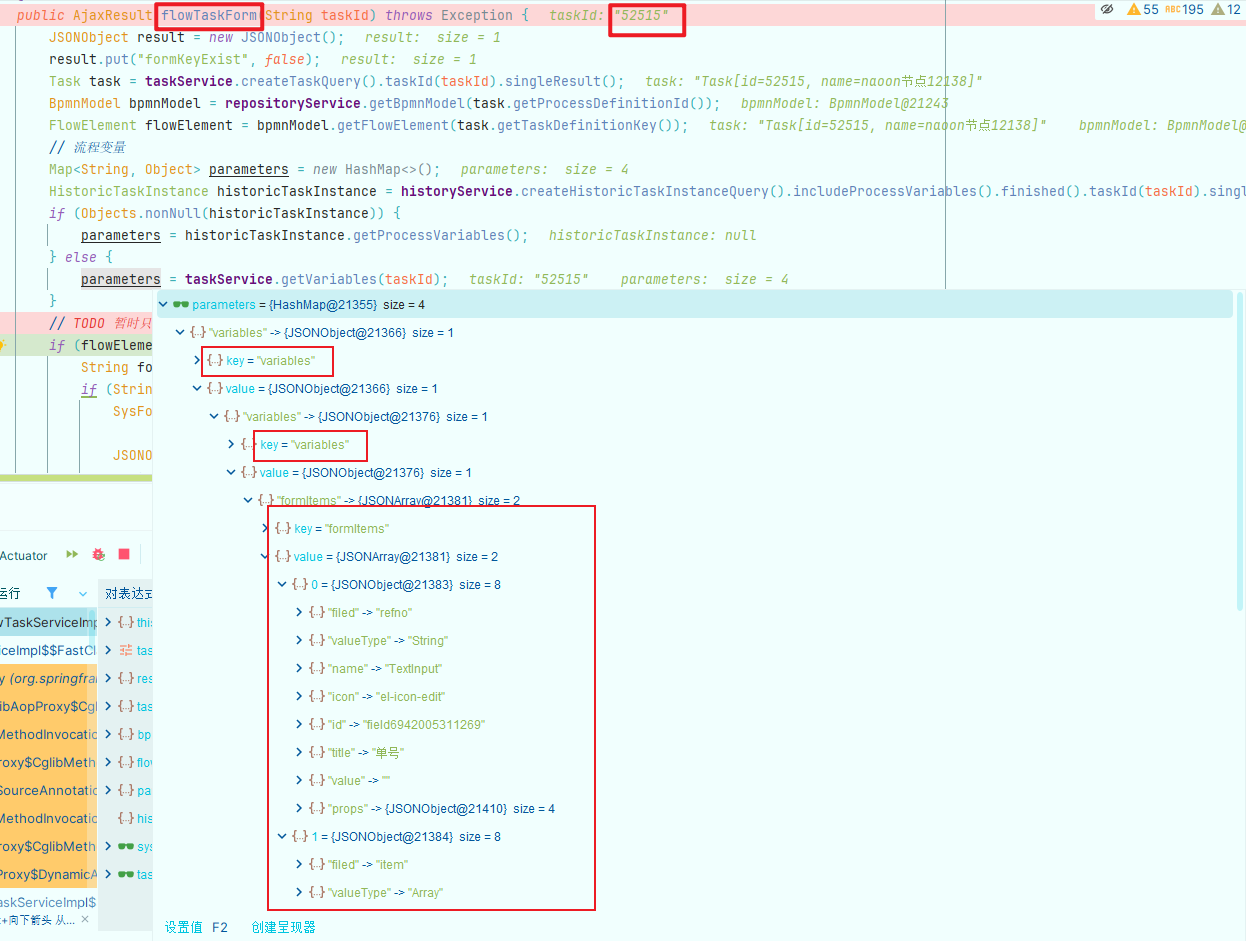 public AjaxResult flowTaskForm(String taskId) throws Exception {   taskId: "52515"
55 ABC 195 12
JSONObject result = new JSONObject();   result:  size = 1
result.put("formKeyExist", false);   result:  size = 1
Task task = taskService.createTaskQuery().taskId(taskId).singleResult();   task: "Task[id=52515, name=naoon节点12138]"
BpmnModel bpmnModel = repositoryService.getBpmnModel(task.getProcessDefinitionId());   bpmnModel: BpmnModel@21243
FlowElement flowElement = bpmnModel.getFlowElement(task.getTaskDefinitionKey());   task: "Task[id=52515, name=naoon节点12138]"    bpmnModel: BpmnModel@
// 流程变量
Map<String, Object> parameters = new HashMap<>();   parameters:  size = 4
HistoricTaskInstance historicTaskInstance = historyService.createHistoricTaskInstanceQuery().includeProcessVariables().finished().taskId(taskId).singl
if (Objects.nonNull(historicTaskInstance)) {
parameters = historicTaskInstance.getProcessVariables();   historicTaskInstance: null
} else {
parameters = taskService.getVariables(taskId);   taskId: "52515"    parameters:  size = 4
}
// TODO 暂时只
if (flowEleme
String fo
if (Strin
SysFo
JSONO
parameters = {HashMap@21355}  size = 4
"variables" -> {JSONObject@21366}  size = 1
key = "variables"
value = {JSONObject@21366}  size = 1
"variables" -> {JSONObject@21376}  size = 1
key = "variables"
value = {JSONObject@21376}  size = 1
"formItems" -> {JSONArray@21381}  size = 2
key = "formItems"
value = {JSONArray@21381}  size = 2
0 = {JSONObject@21383}  size = 8
"filed" -> "refno"
"valueType" -> "String"
"name" -> "TextInput"
"icon" -> "el-icon-edit"
"id" -> "field6942005311269"
"title" -> "单号"
"value" -> ""
"props" -> {JSONObject@21410}  size = 4
1 = {JSONObject@21384}  size = 8
"filed" -> "item"
"valueType" -> "Array"
设置值  F2    创建呈现器
Actuator
运行
对表达式
wTaskServiceImp
iceImpl$$FastCl
y (org.springfra
libAopProxy$Cgl
MethodInvocatio
roxy$CglibMeth
SourceAnnotatio
MethodInvocatio
roxy$CglibMeth
Proxy$DynamicA
askServiceImpl$
+向下箭头 从...
this
tas
res
tas
bp
flow
pa
his
sys
tas